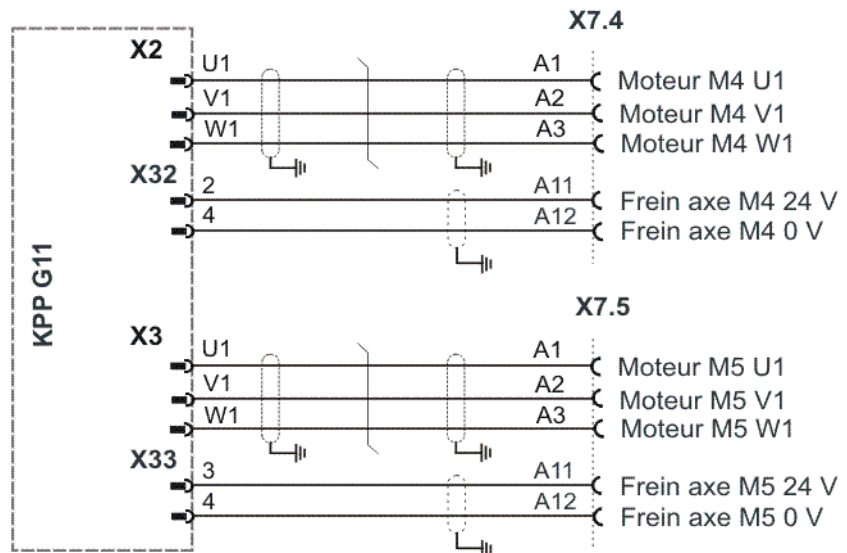 X7.4
X2
U1 A1 Moteur M4 U1
V1 A2 Moteur M4 V1
W1 A3 Moteur M4 W1
X32
2 A11 Frein axe M4 24 V
4 A12 Frein axe M4 0 V
KPP G11
X7.5
X3
U1 A1 Moteur M5 U1
V1 A2 Moteur M5 V1
W1 A3 Moteur M5 W1
X33
3 A11 Frein axe M5 24 V
4 A12 Frein axe M5 0 V